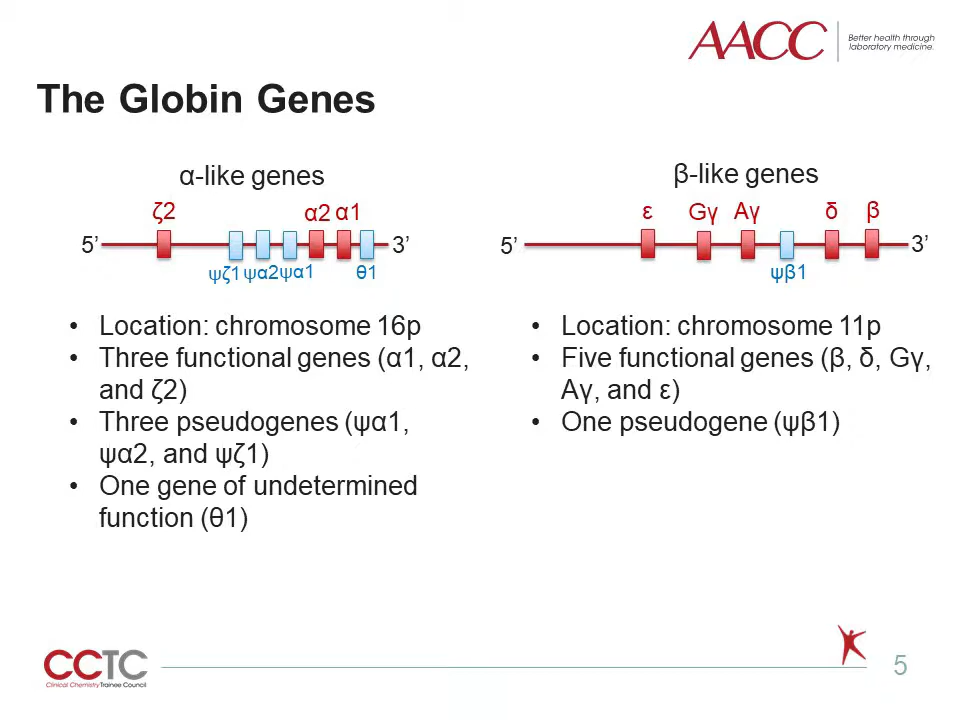 AACC
Better health through
laboratory medicine.
The Globin Genes
α-like genes
ζ2 α2 α1
5’ 3’
ψζ1 ψα2 ψα1 θ1
• Location: chromosome 16p
• Three functional genes (α1, α2,
and ζ2)
• Three pseudogenes (ψα1,
ψα2, and ψζ1)
• One gene of undetermined
function (θ1)
β-like genes
ε Gγ Aγ δ β
5’ 3’
ψβ1
• Location: chromosome 11p
• Five functional genes (β, δ, Gγ,
Aγ, and ε)
• One pseudogene (ψβ1)
CCTC
Clinical Chemistry Trainee Council
5